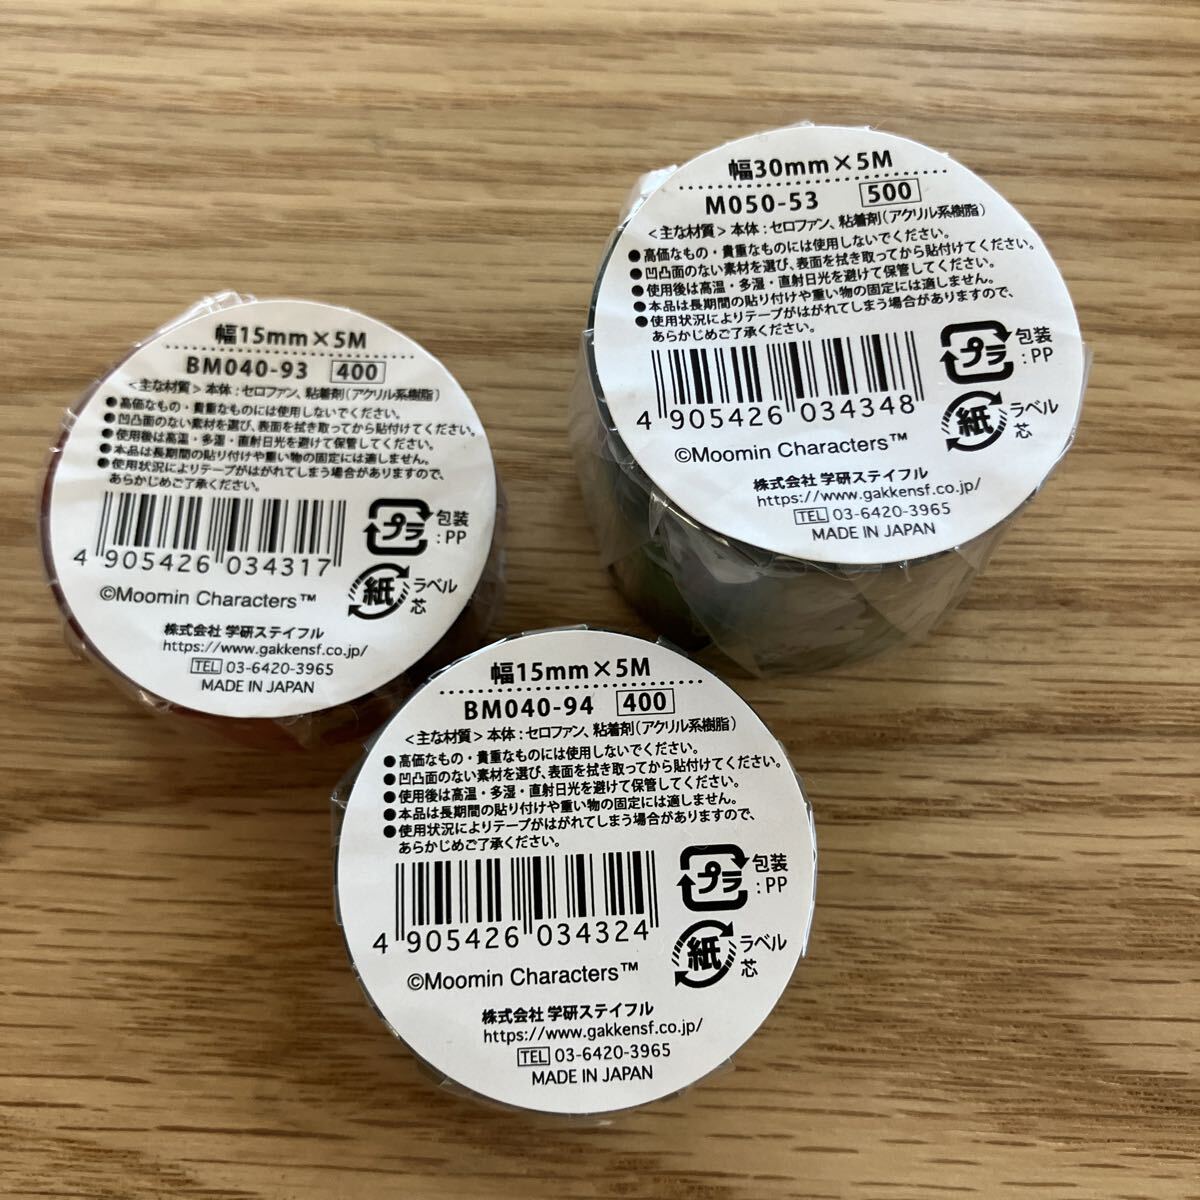 幅15mm×5M
BM040-93 400
<主な材質>本体：セロファン、粘着剤（アクリル系樹脂）
●高価なもの・貴重なものには使用しないでください。
●凹凸面のない素材を選び、表面を拭き取ってから貼付けてください。
●使用後は高温・多湿・直射日光を避けて保管してください。
●本品は長期間の貼り付けや重い物の固定には適しません。
●使用状況によりテープがはがれてしまう場合がありますので、
あらかじめご了承ください。
プラ 包装
:PP
4 905426 034317
紙 ラベル
芯
©Moomin Characters™
株式会社 学研ステイフル
https://www.gakkensf.co.jp/
TEL 03-6420-3965
MADE IN JAPAN
幅30mm×5M
M050-53 500
<主な材質>本体：セロファン、粘着剤（アクリル系樹脂）
●高価なもの・貴重なものには使用しないでください。
●凹凸面のない素材を選び、表面を拭き取ってから貼付けてください。
●使用後は高温・多湿・直射日光を避けて保管してください。
●本品は長期間の貼り付けや重い物の固定には適しません。
●使用状況によりテープがはがれてしまう場合がありますので、
あらかじめご了承ください。
プラ 包装
:PP
4 905426 034348
紙 ラベル
芯
©Moomin Characters™
株式会社 学研ステイフル
https://www.gakkensf.co.jp/
TEL 03-6420-3965
MADE IN JAPAN
幅15mm×5M
BM040-94 400
<主な材質>本体：セロファン、粘着剤（アクリル系樹脂）
●高価なもの・貴重なものには使用しないでください。
●凹凸面のない素材を選び、表面を拭き取ってから貼付けてください。
●使用後は高温・多湿・直射日光を避けて保管してください。
●本品は長期間の貼り付けや重い物の固定には適しません。
●使用状況によりテープがはがれてしまう場合がありますので、
あらかじめご了承ください。
プラ 包装
:PP
4 905426 034324
紙 ラベル
芯
©Moomin Characters™
株式会社 学研ステイフル
https://www.gakkensf.co.jp/
TEL 03-6420-3965
MADE IN JAPAN